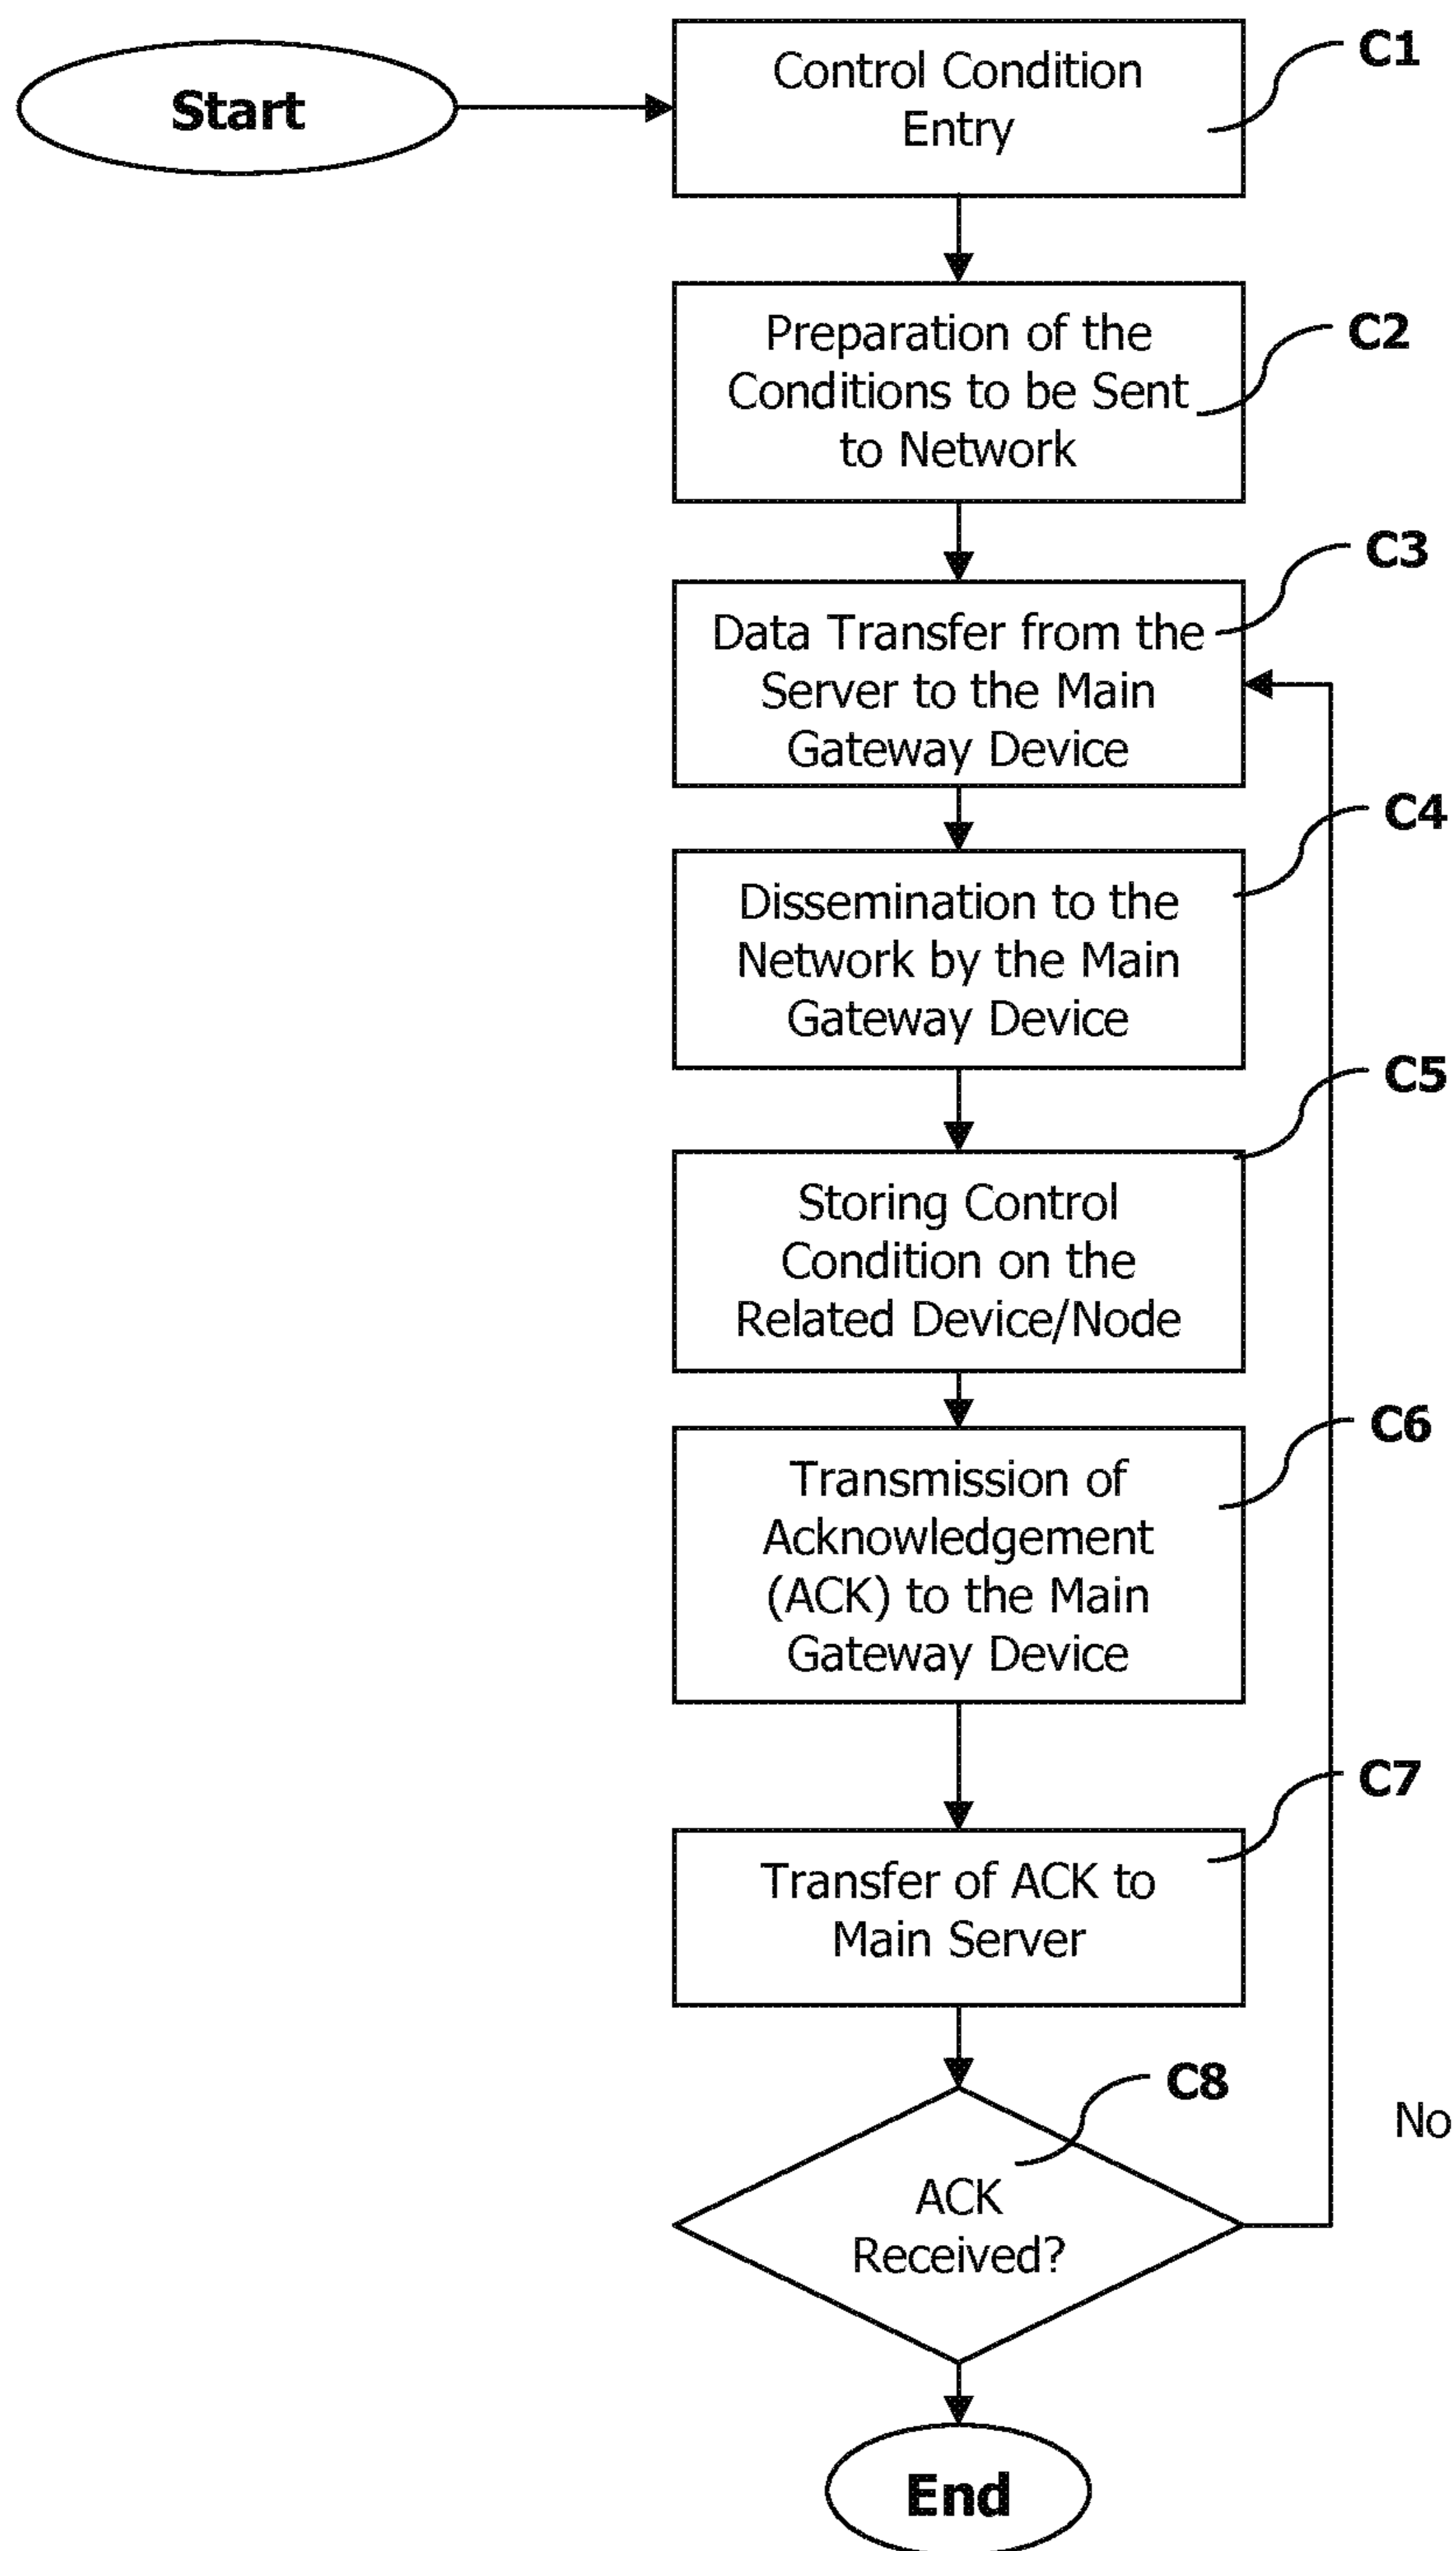 Start
Control Condition
Entry
C1
Preparation of the
Conditions to be Sent
to Network
C2
Data Transfer from the
Server to the Main
Gateway Device
C3
Dissemination to the
Network by the Main
Gateway Device
C4
Storing Control
Condition on the
Related Device/Node
C5
Transmission of
Acknowledgement
(ACK) to the Main
Gateway Device
C6
Transfer of ACK to
Main Server
C7
ACK
Received?
C8
No
End